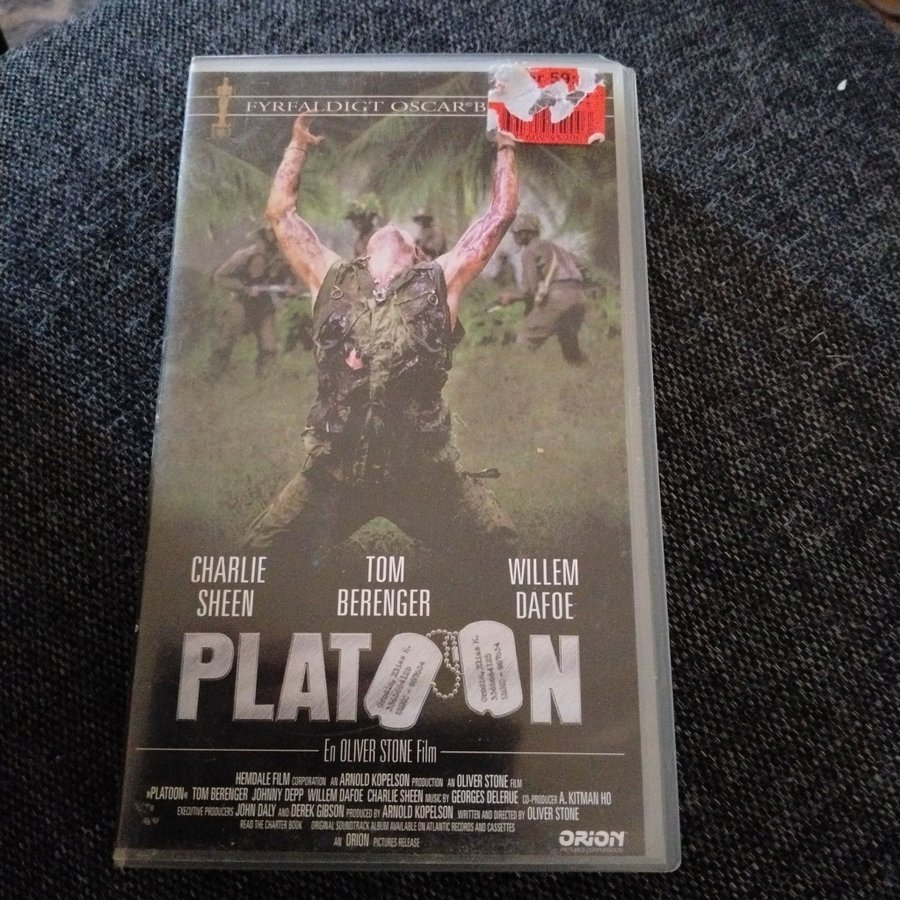 FYRFALDIGT OSCAR®B
r 59:
CHARLIE SHEEN
TOM BERENGER
WILLEM DAFOE
PLATOON
En OLIVER STONE Film
HEMDALE FILM CORPORATION AN ARNOLD KOPELSON PRODUCTION AN OLIVER STONE FILM
»PLATOON« TOM BERENGER JOHNNY DEPP WILLEM DAFOE CHARLIE SHEEN MUSIC BY GEORGES DELERUE CO-PRODUCER A. KITMAN HO
EXECUTIVE PRODUCERS JOHN DALY AND DEREK GIBSON PRODUCED BY ARNOLD KOPELSON WRITTEN AND DIRECTED BY OLIVER STONE
READ THE CHARTER BOOK ORIGINAL SOUNDTRACK ALBUM AVAILABLE ON ATLANTIC RECORDS AND CASSETTES
AN ORION PICTURES RELEASE
ORION
PICTURES CORPORATION